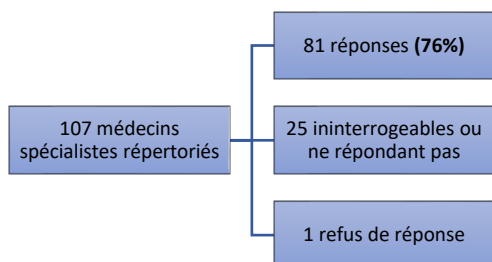 81 réponses (76%)
107 médecins
spécialistes répertoriés
25 ininterrogeables ou
ne répondant pas
1 refus de réponse